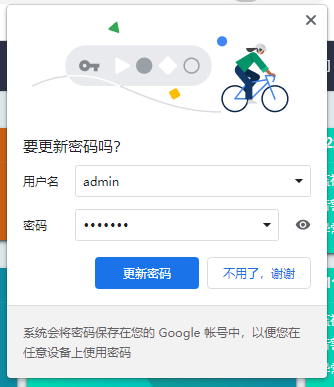 要更新密码吗？
用户名
admin
密码
•••••••
更新密码
不用了，谢谢
系统会将密码保存在您的 Google 帐号中，以便您在
任意设备上使用密码